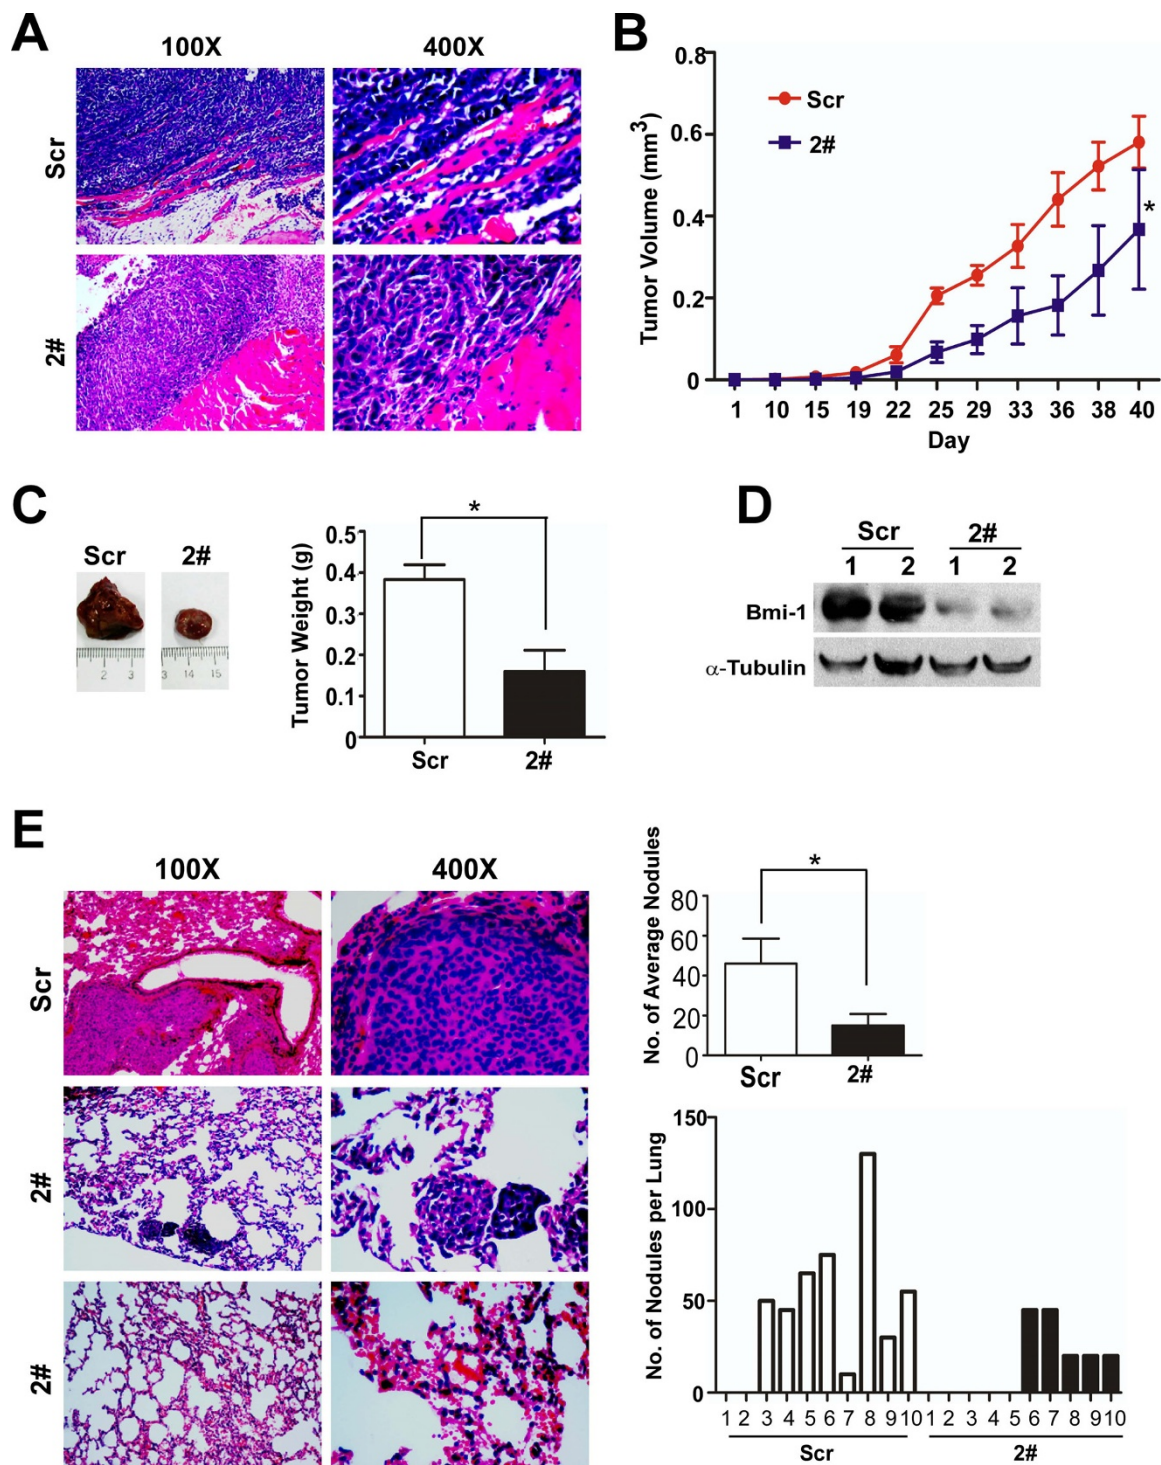 A
100X 400X
Scr
2#
B
Tumor Volume (mm3)
0.8
0.6
0.4
0.2
0
Scr
2#
*
1 10 15 19 22 25 29 33 36 38 40
Day
C
Scr 2#
2 3
3 14 15
Tumor Weight (g)
0.5
0.4
0.3
0.2
0.1
0
*
Scr 2#
D
Scr 2#
1 2 1 2
Bmi-1
α-Tubulin
E
100X 400X
Scr
2#
2#
No. of Average Nodules
80
60
40
20
0
*
Scr 2#
No. of Nodules per Lung
150
100
50
0
1 2 3 4 5 6 7 8 9 10 1 2 3 4 5 6 7 8 9 10
Scr 2#